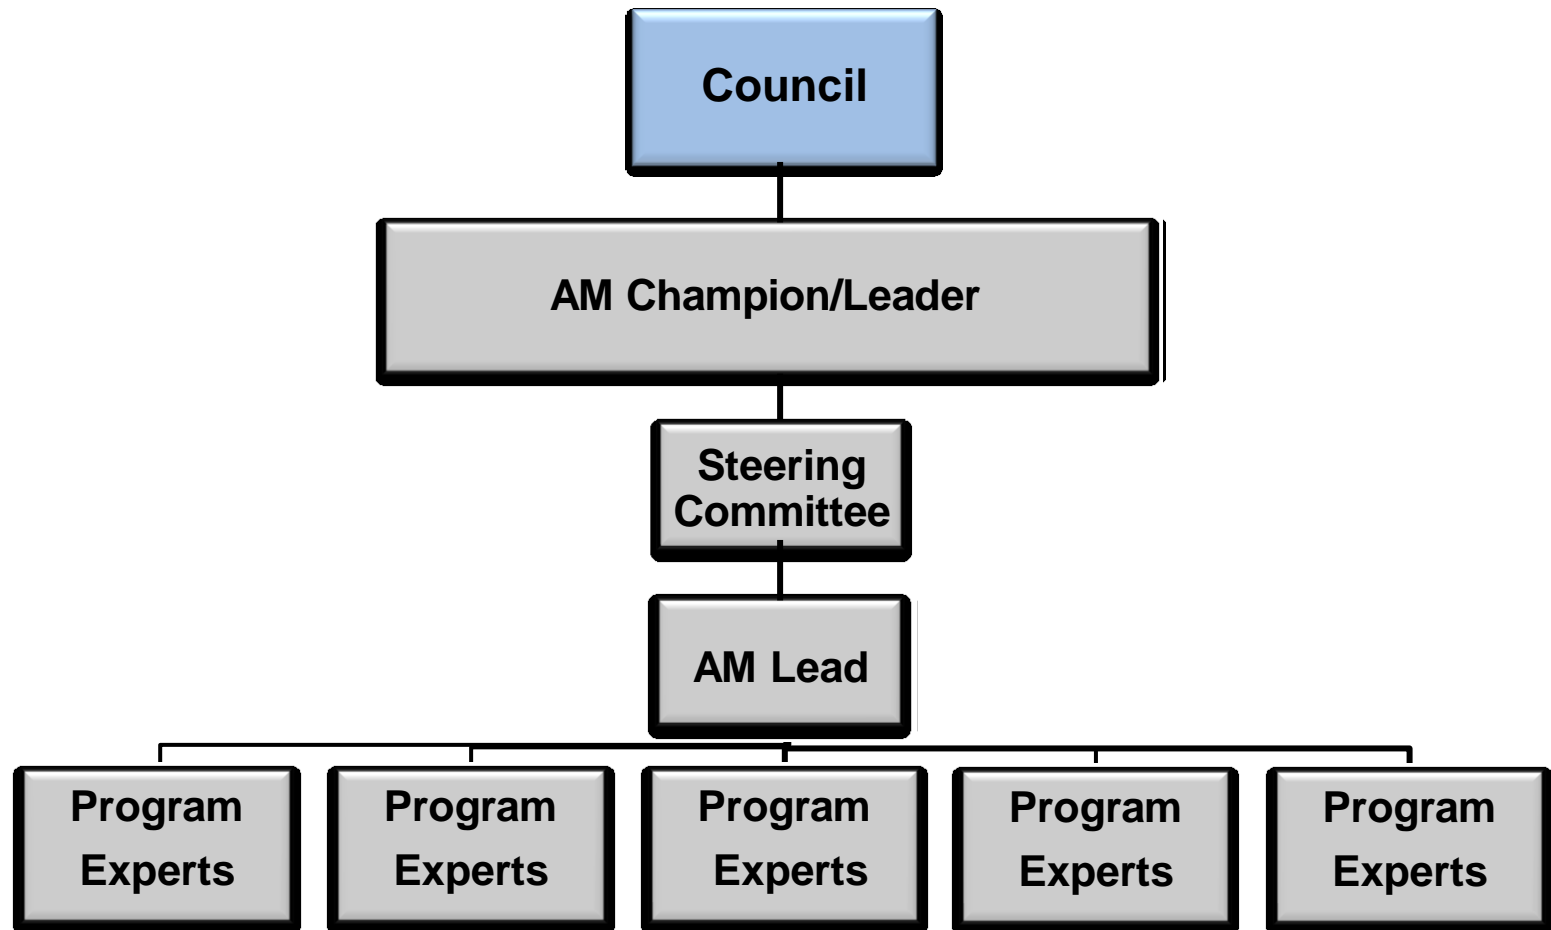 Council
AM Champion/Leader
Steering
Committee
AM Lead
Program
Experts
Program
Experts
Program
Experts
Program
Experts
Program
Experts